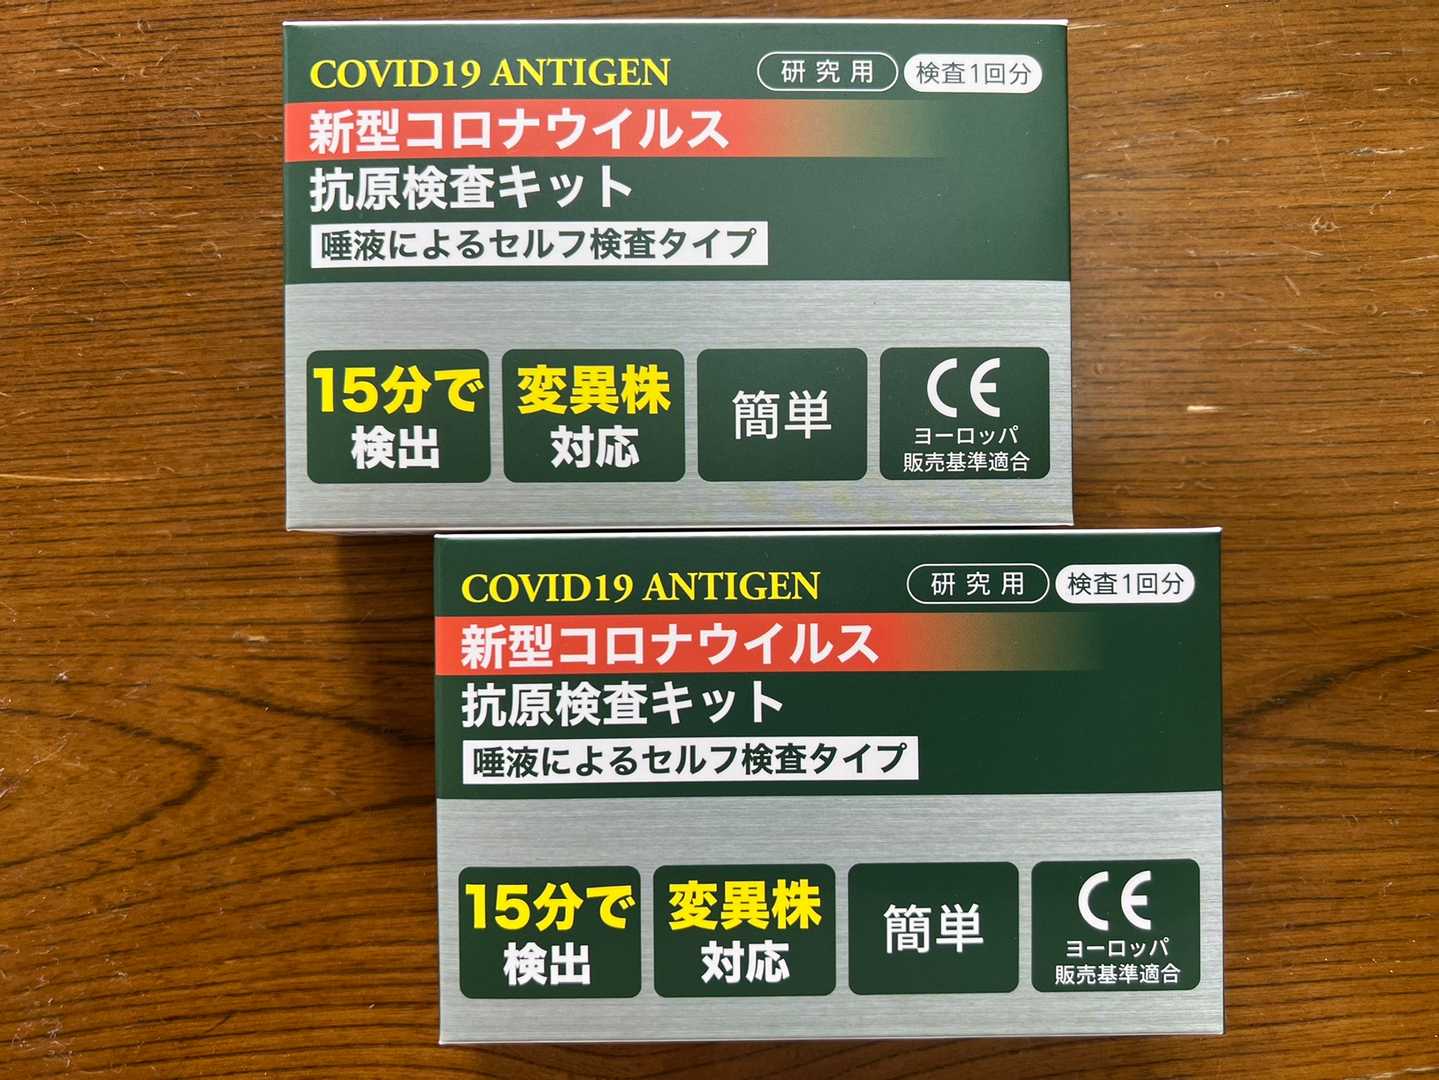 COVID19 ANTIGEN 研究用 検査1回分
新型コロナウイルス
抗原検査キット
唾液によるセルフ検査タイプ
15分で
検出
変異株
対応
簡単
CE
ヨーロッパ
販売基準適合
COVID19 ANTIGEN 研究用 検査1回分
新型コロナウイルス
抗原検査キット
唾液によるセルフ検査タイプ
15分で
検出
変異株
対応
簡単
CE
ヨーロッパ
販売基準適合